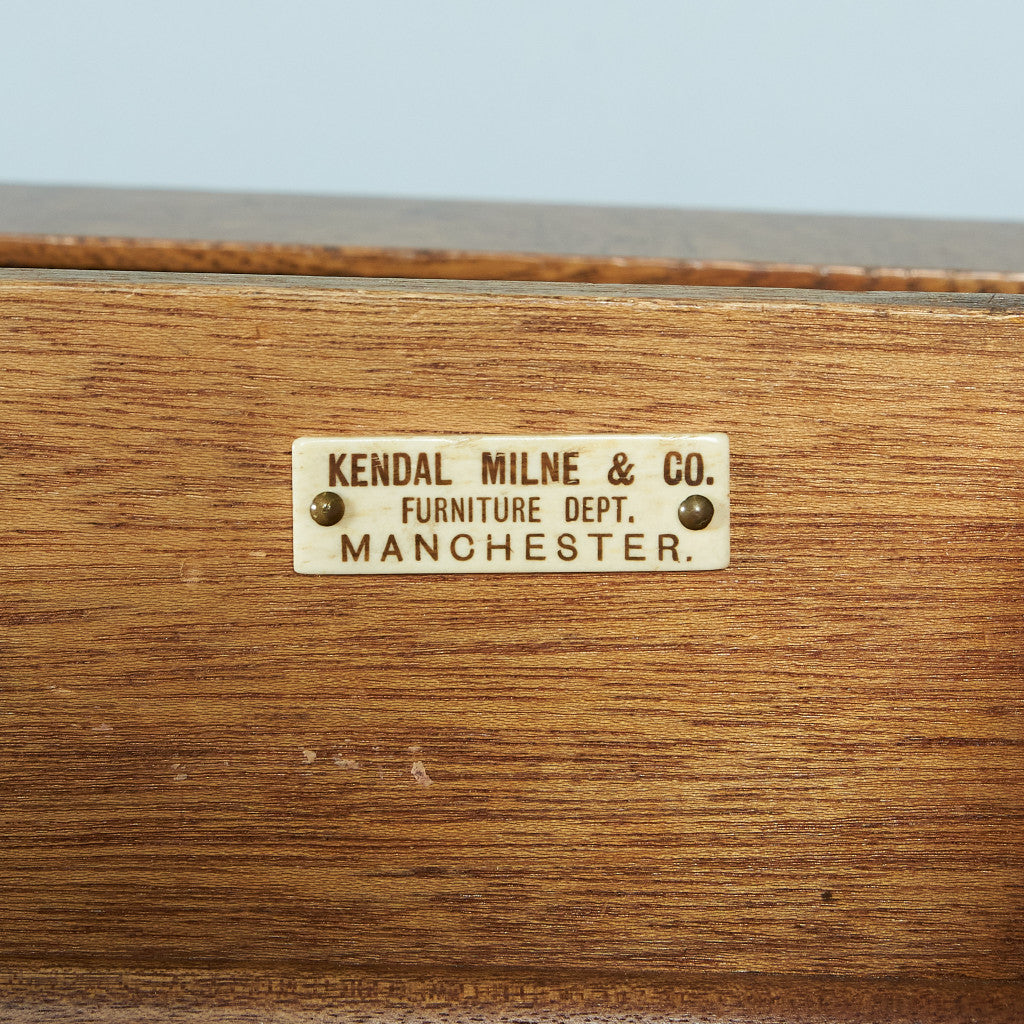 KENDAL MILNE & CO.
FURNITURE DEPT.
MANCHESTER.